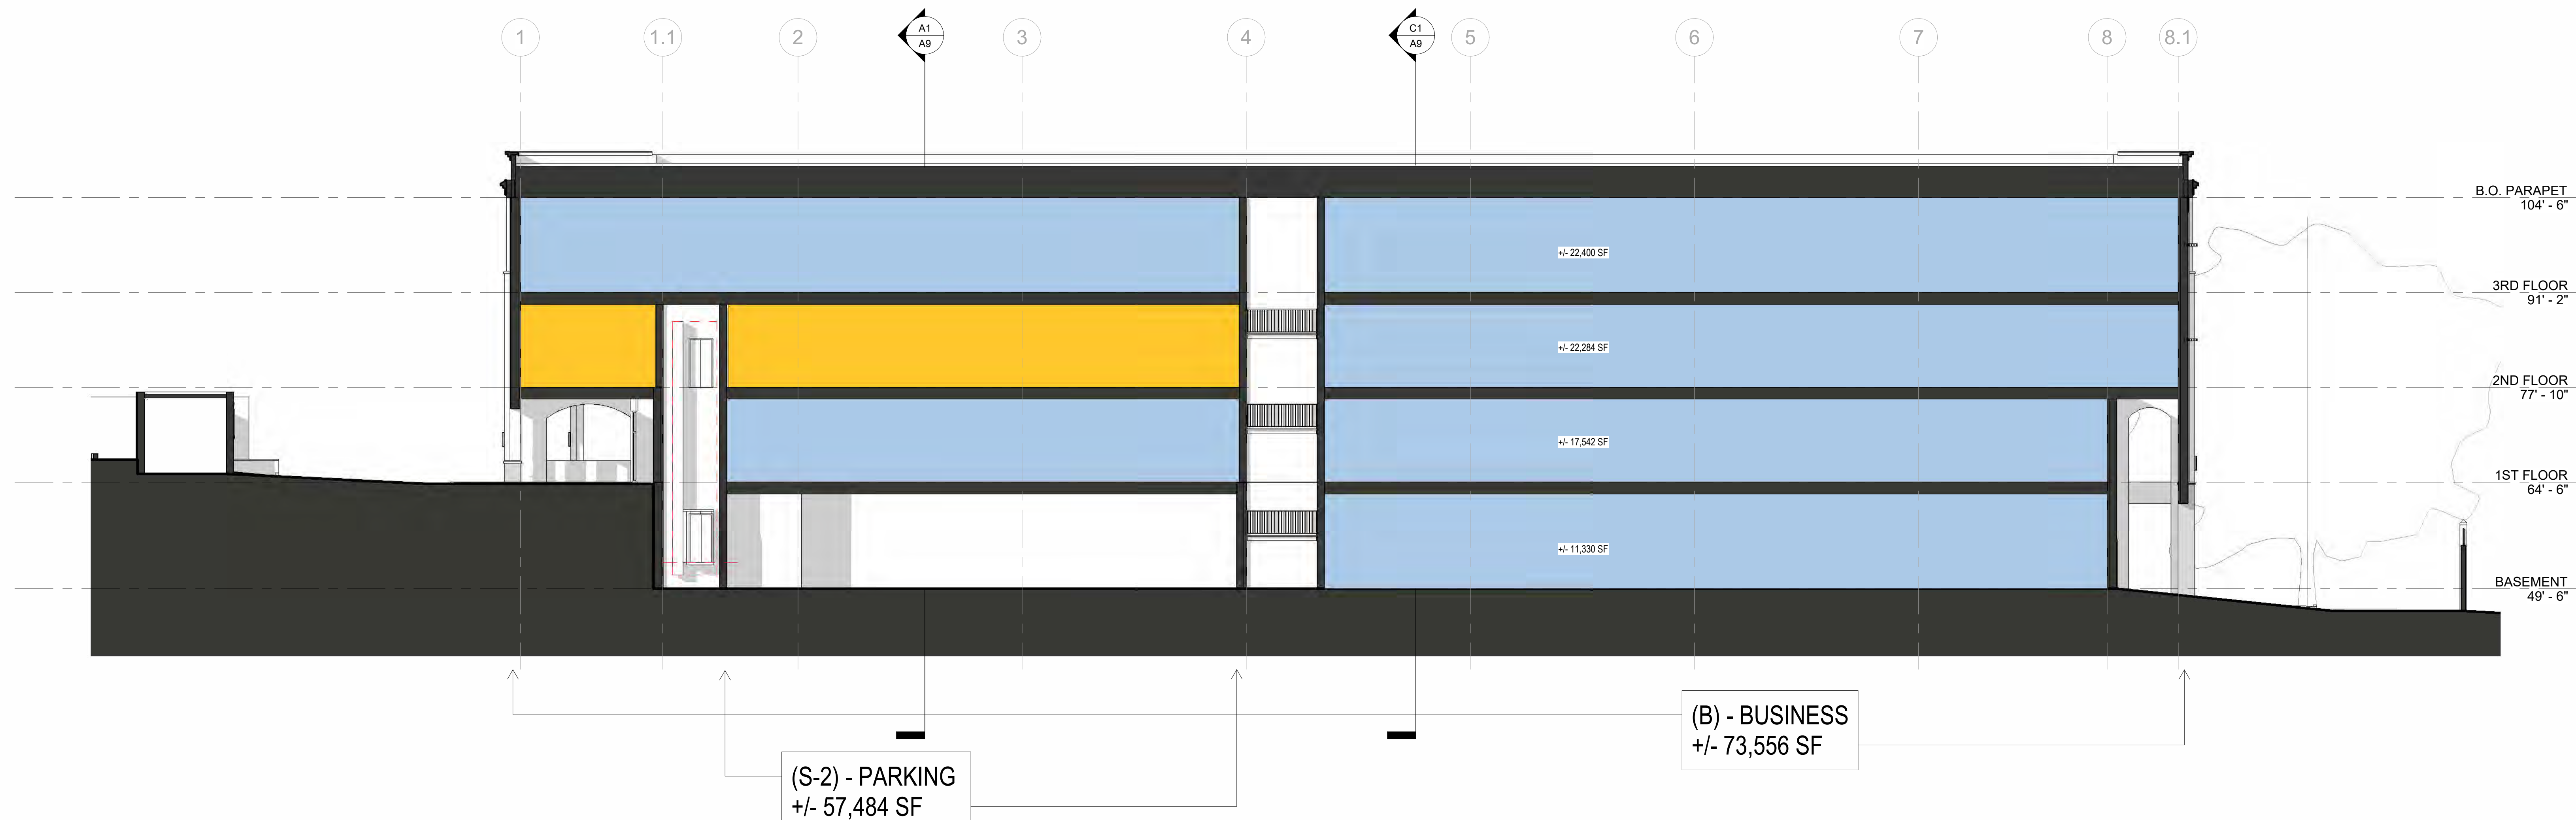 1
1.1
2
A1
A9
3
4
C1
A9
5
6
7
8
8.1
B.O. PARAPET
104' - 6"
+/- 22,400 SF
3RD FLOOR
91' - 2"
+/- 22,284 SF
2ND FLOOR
77' - 10"
+/- 17,542 SF
1ST FLOOR
64' - 6"
+/- 11,330 SF
BASEMENT
49' - 6"
(B) - BUSINESS
+/- 73,556 SF
(S-2) - PARKING
+/- 57,484 SF